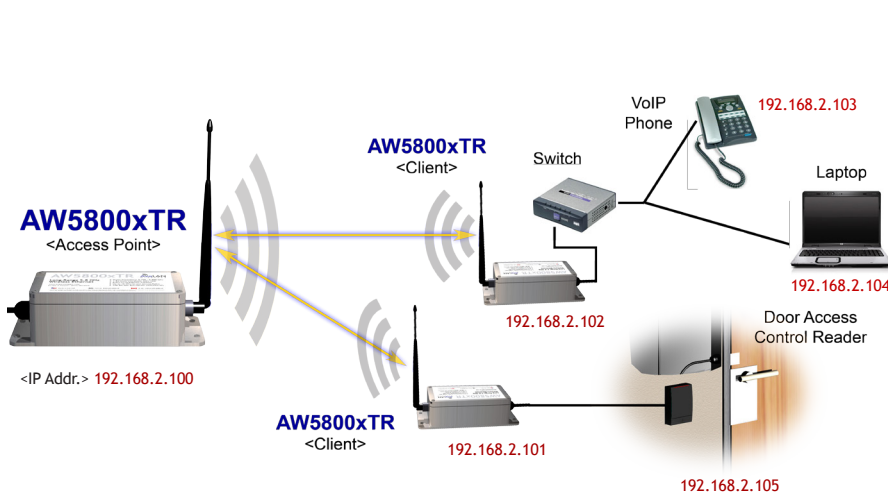 VoIP
Phone
192.168.2.103
AW5800xTR
<Client>
Switch
Laptop
AW5800xTR
<Access Point>
AW5800xTR
192.168.2.104
192.168.2.102
Door Access
Control Reader
<IP Addr.> 192.168.2.100
AW5800xTR
<Client>
192.168.2.101
192.168.2.105